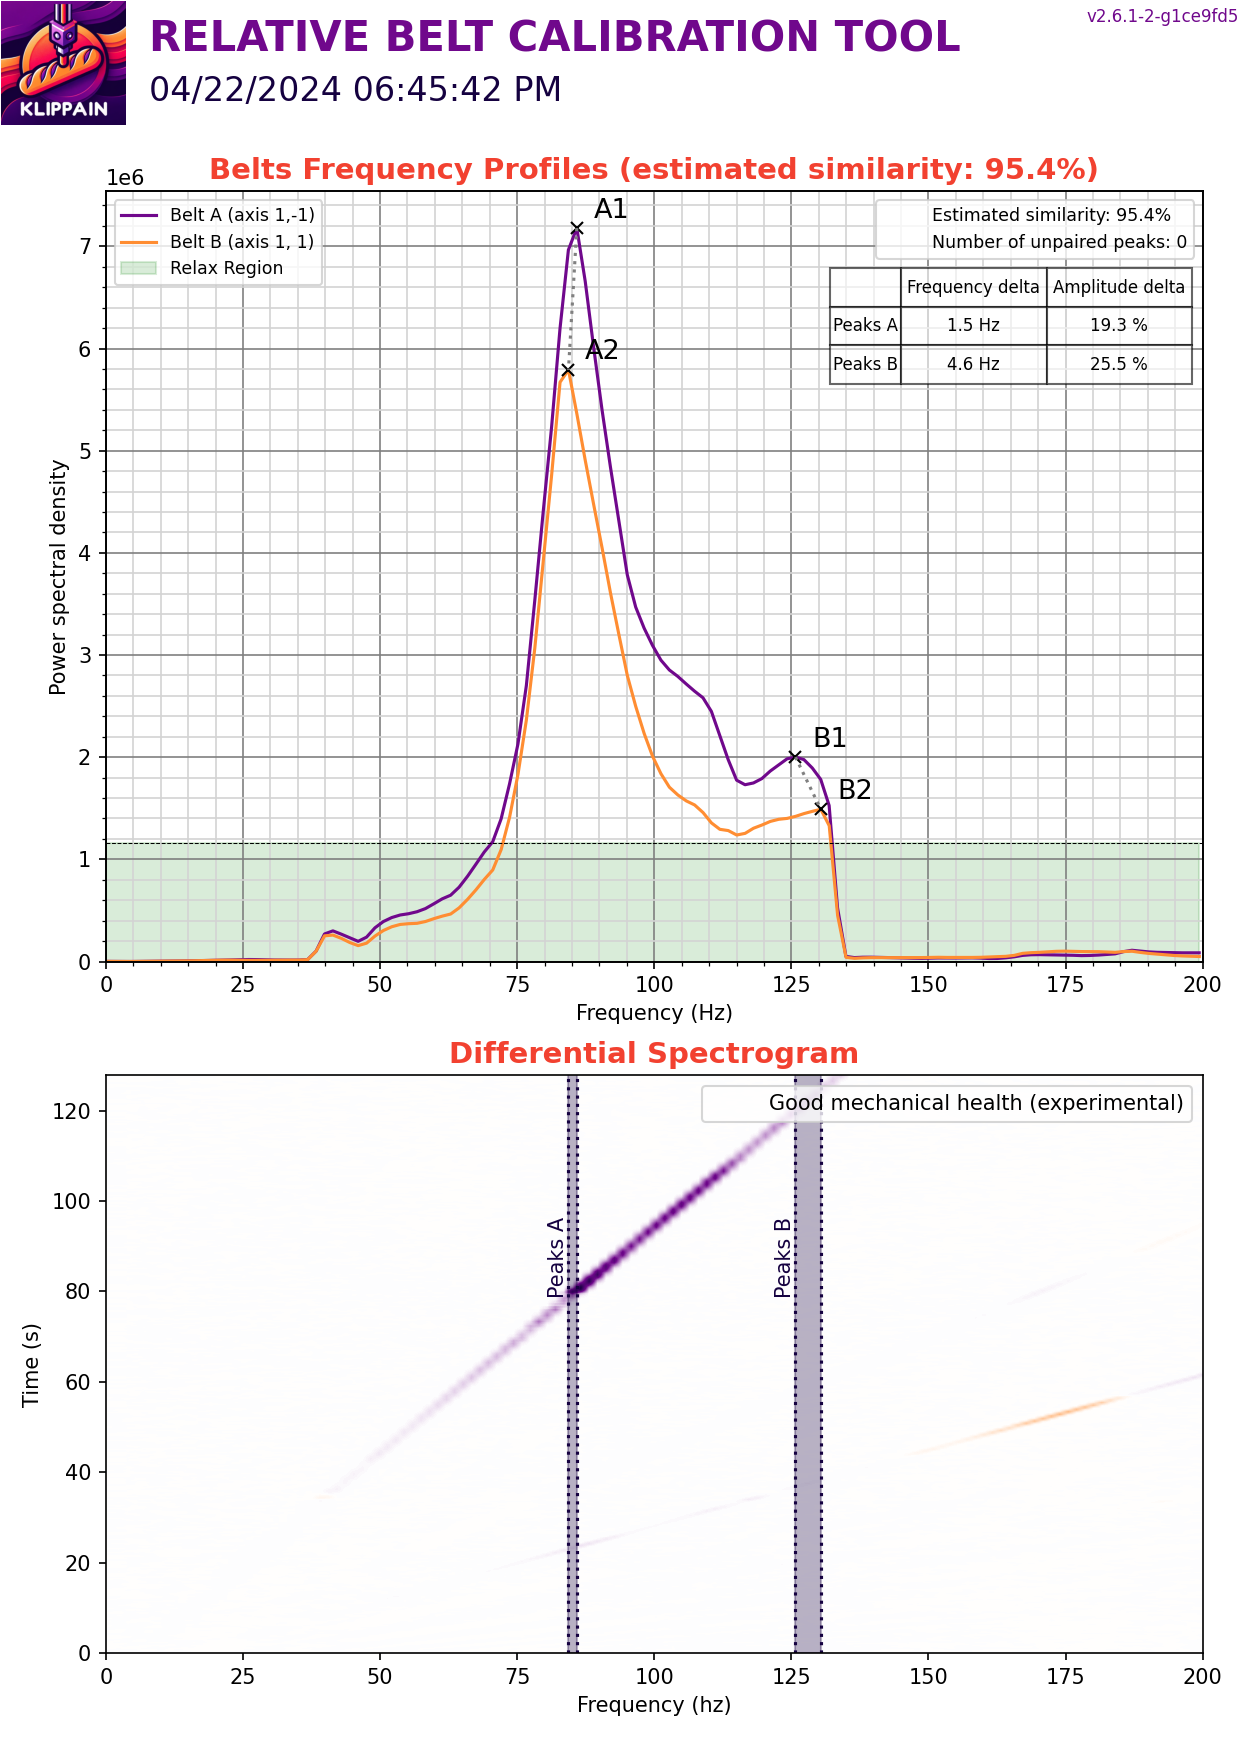 v2.6.1-2-g1ce9fd5
KLIPPAIN
RELATIVE BELT CALIBRATION TOOL
04/22/2024 06:45:42 PM
Belts Frequency Profiles (estimated similarity: 95.4%)
1e6
Belt A (axis 1,-1)
Belt B (axis 1, 1)
Relax Region
Estimated similarity: 95.4%
Number of unpaired peaks: 0
Frequency delta Amplitude delta
Peaks A 1.5 Hz 19.3 %
Peaks B 4.6 Hz 25.5 %
A1
A2
B1
B2
7
6
5
4
3
2
1
0
Power spectral density
0 25 50 75 100 125 150 175 200
Frequency (Hz)
Differential Spectrogram
Good mechanical health (experimental)
Peaks A
Peaks B
120
100
80
60
40
20
0
Time (s)
0 25 50 75 100 125 150 175 200
Frequency (hz)